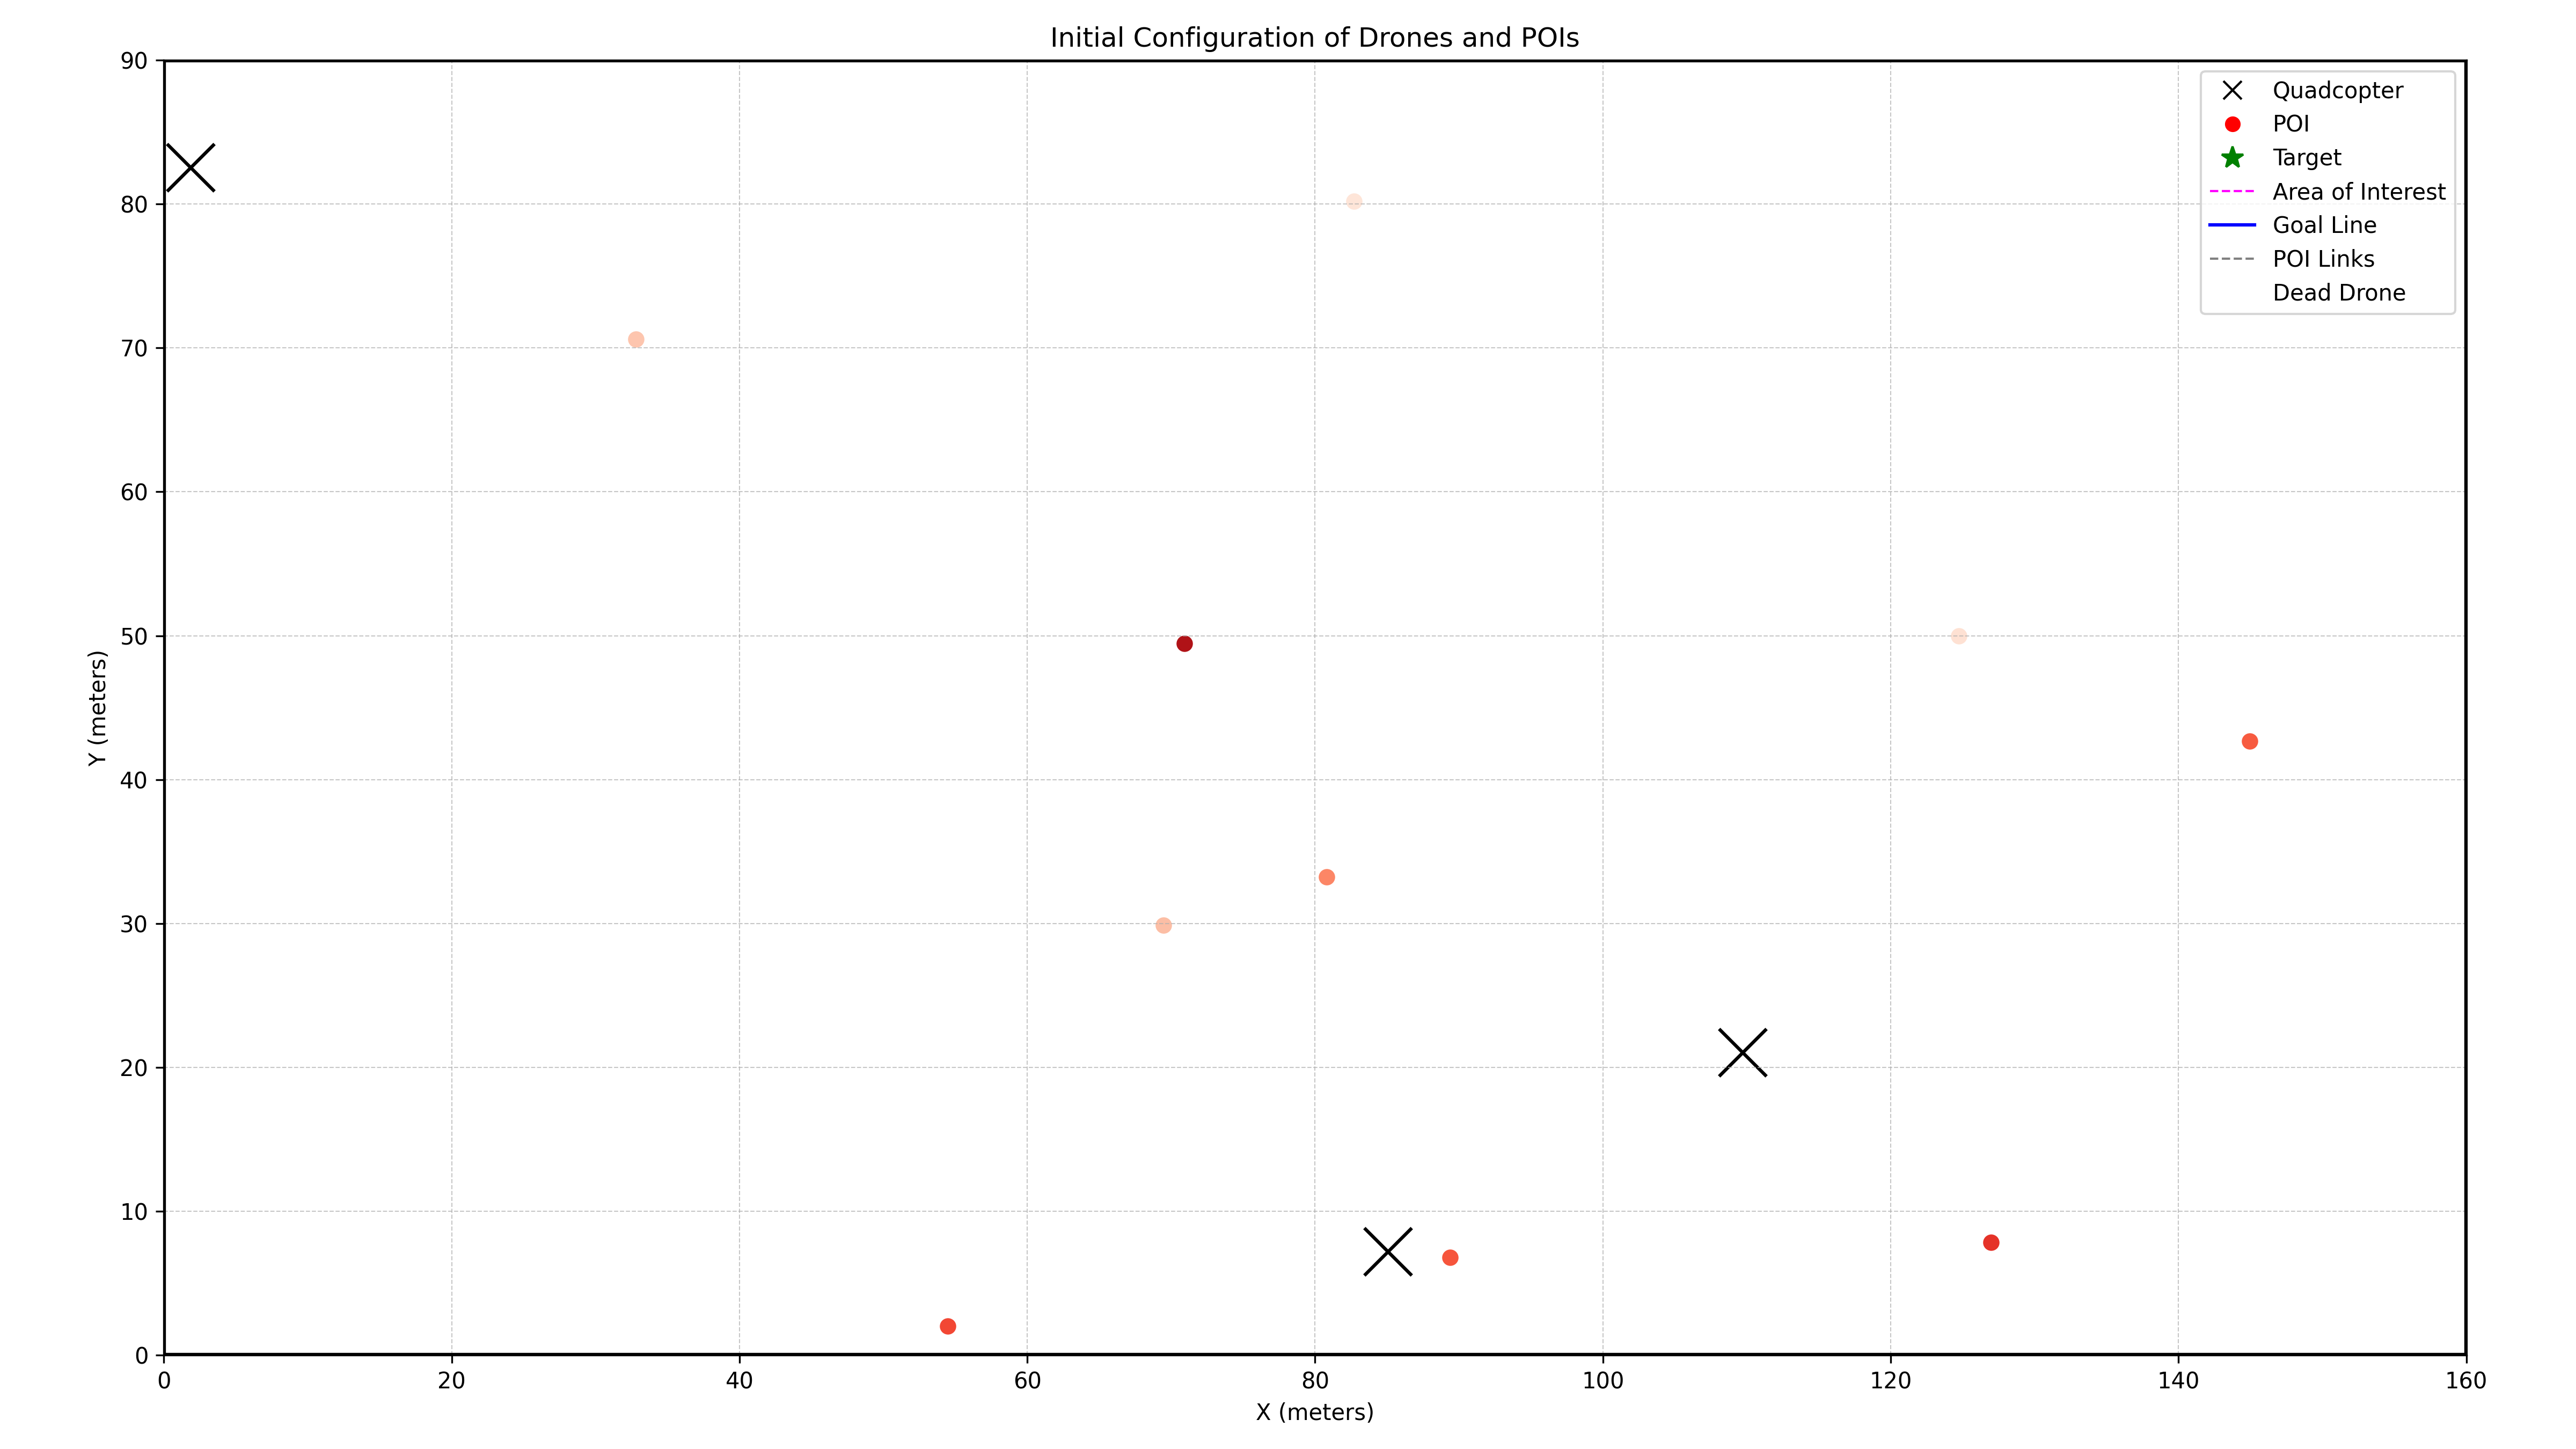 Initial Configuration of Drones and POIs
90
80
70
60
50
40
30
20
10
0
Y (meters)
Quadcopter
POI
Target
Area of Interest
Goal Line
POI Links
Dead Drone
0 20 40 60 80 100 120 140 160
X (meters)